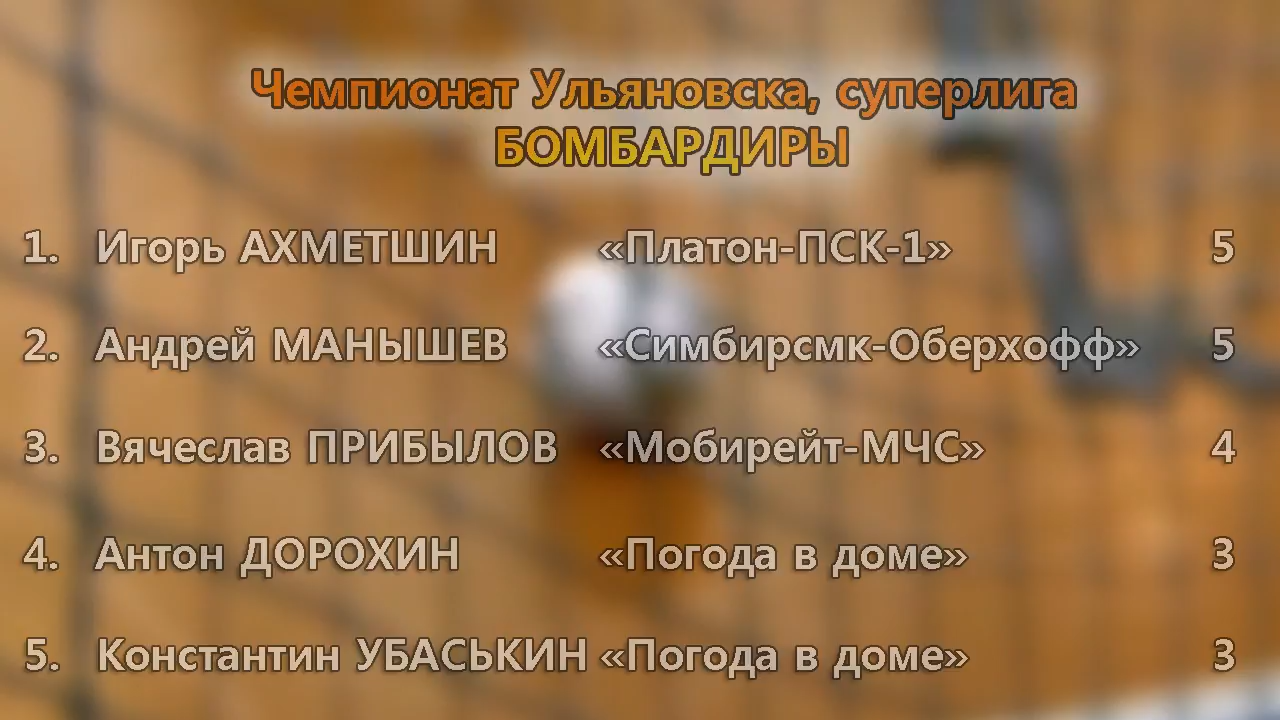 Чемпионат Ульяновска, суперлига
БОМБАРДИРЫ
1. Игорь АХМЕТШИН «Платон-ПСК-1» 5
2. Андрей МАНЫШЕВ «Симбирсмк-Оберхофф» 5
3. Вячеслав ПРИБЫЛОВ «Мобирейт-МЧС» 4
4. Антон ДОРОХИН «Погода в доме» 3
5. Константин УБАСЬКИН «Погода в доме» 3